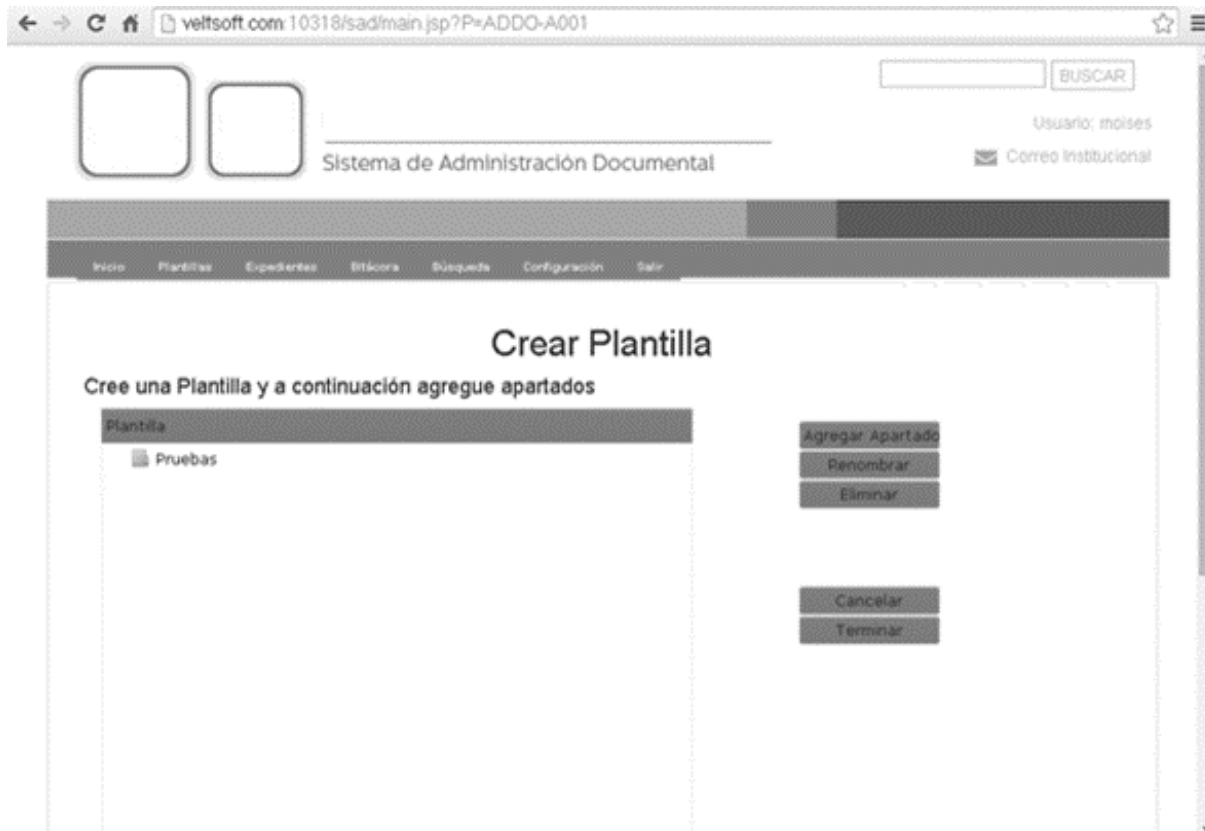 veltsoft.com:10318/sad/main.jsp?P=ADDO-A001
BUSCAR
Usuario: moises
Sistema de Administración Documental
Correo Institucional
Inicio Plantillas Expedientes Bitácora Búsqueda Configuración Salir
Crear Plantilla
Cree una Plantilla y a continuación agregue apartados
Plantilla
Pruebas
Agregar Apartado
Renombrar
Eliminar
Cancelar
Terminar